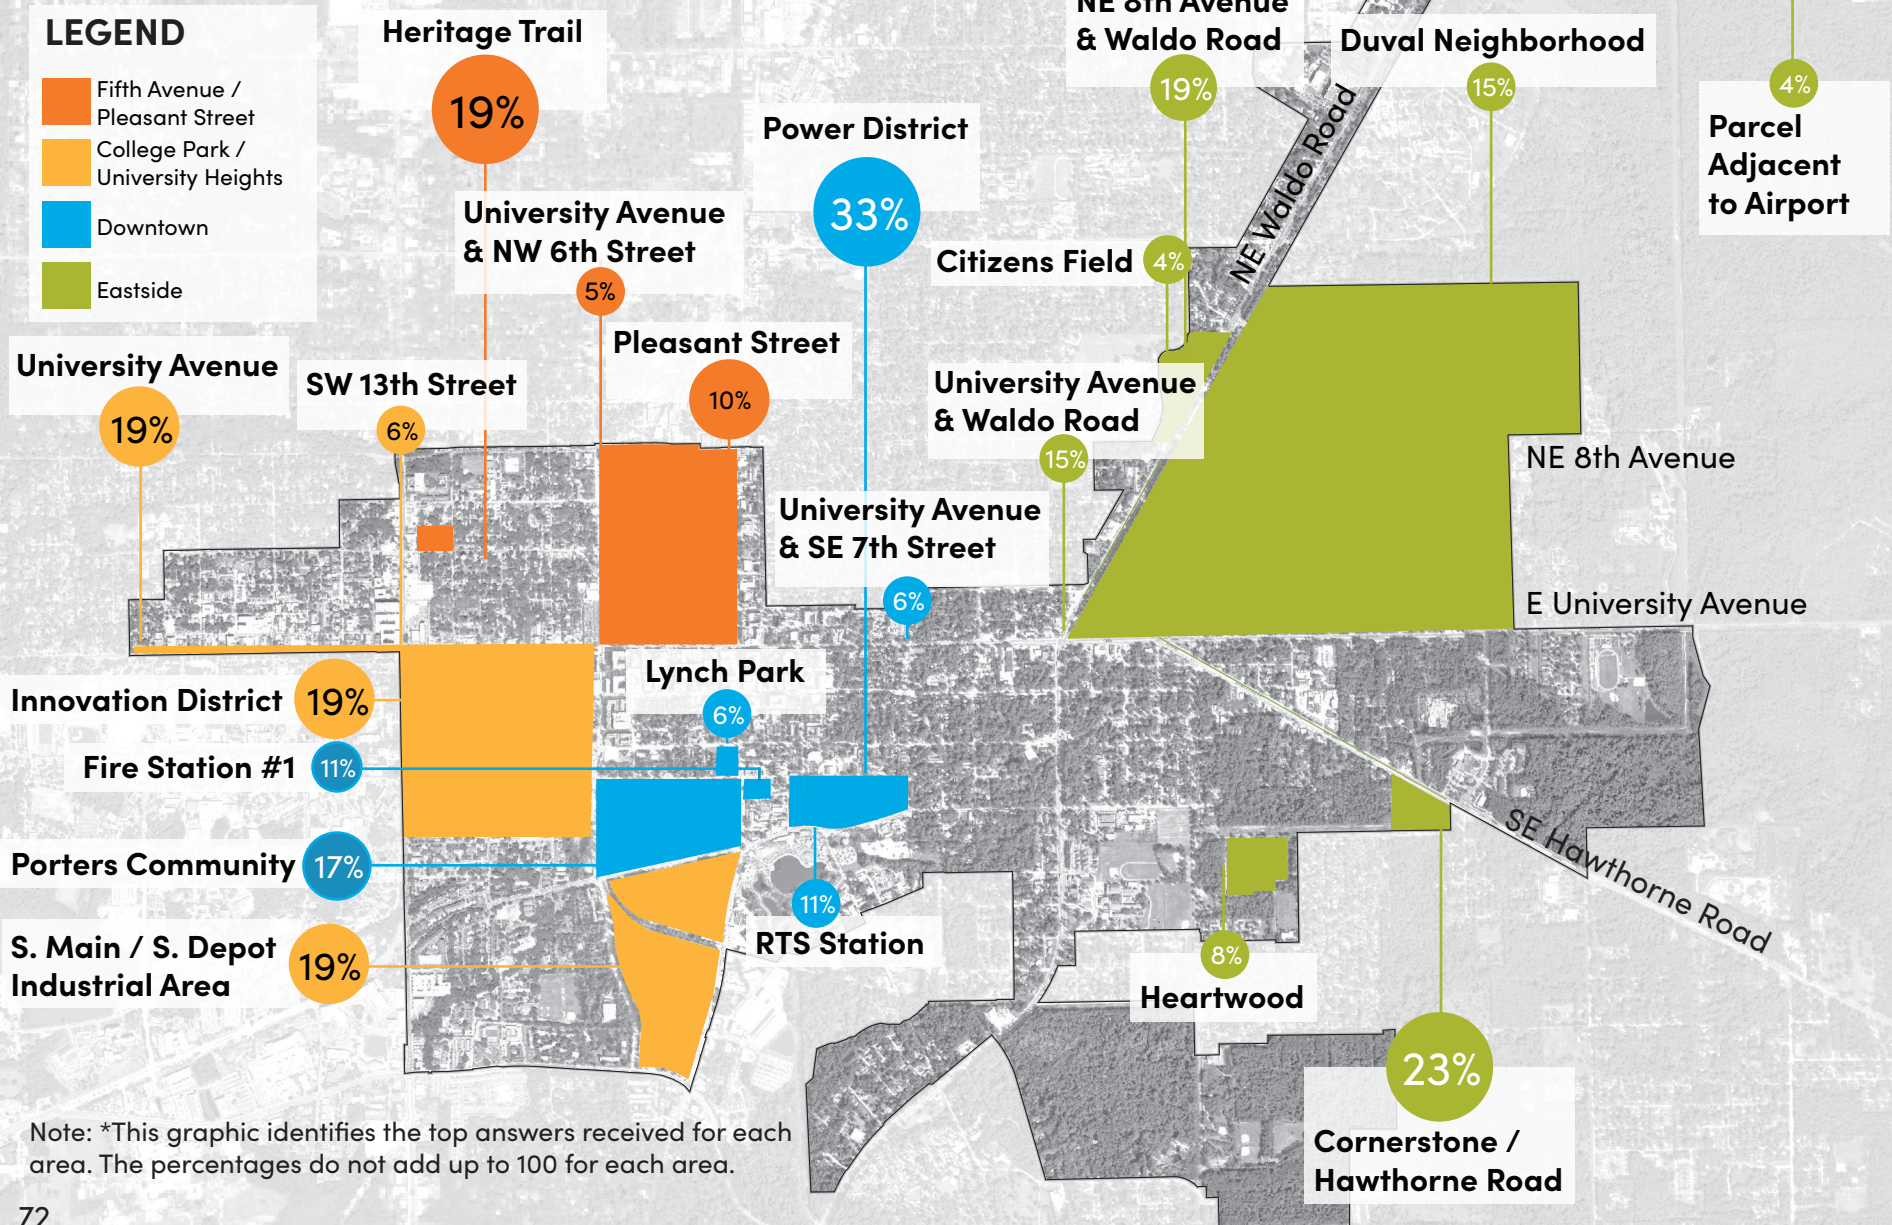 LEGEND
Fifth Avenue /
Pleasant Street
College Park /
University Heights
Downtown
Eastside
Heritage Trail
19%
University Avenue
& NW 6th Street
5%
Power District
33%
NE 8th Avenue
& Waldo Road
19%
Duval Neighborhood
15%
4%
Parcel
Adjacent
to Airport
Citizens Field
4%
NE Waldo Road
University Avenue
19%
SW 13th Street
6%
Pleasant Street
10%
University Avenue
& Waldo Road
15%
NE 8th Avenue
University Avenue
& SE 7th Street
6%
E University Avenue
Lynch Park
6%
Innovation District
19%
Fire Station #1
11%
Porters Community
17%
S. Main / S. Depot
Industrial Area
19%
11%
RTS Station
SE Hawthorne Road
8%
Heartwood
23%
Cornerstone /
Hawthorne Road
Note: *This graphic identifies the top answers received for each
area. The percentages do not add up to 100 for each area.
72